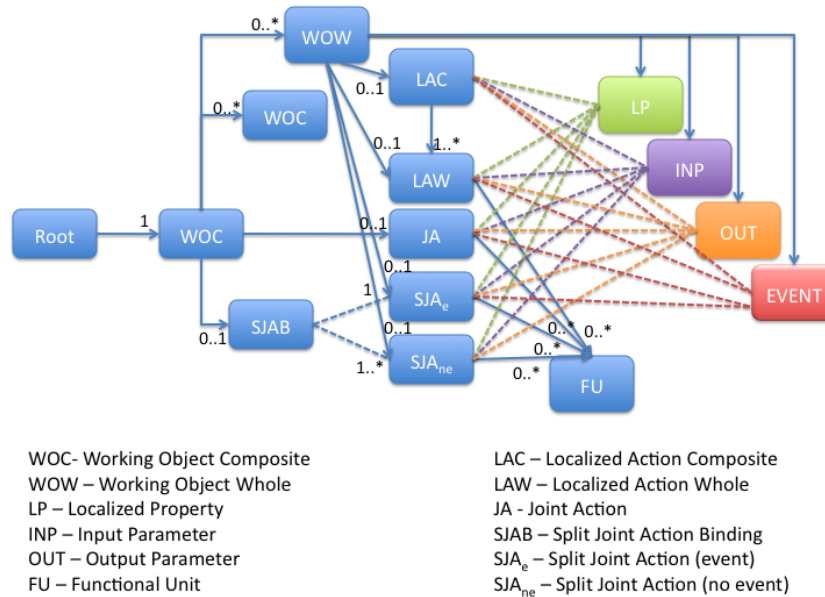 0..*
WOW
LAC
0..1
LP
0..*
WOC
0..1
1..*
LAW
INP
Root
1
WOC
0..1
JA
OUT
0..1
1
SJAe
EVENT
SJAB
0..1
0..1
0..*
0..*
1..*
SJAne
0..*
0..*
FU
WOC- Working Object Composite
WOW – Working Object Whole
LP – Localized Property
INP – Input Parameter
OUT – Output Parameter
FU – Functional Unit
LAC – Localized Action Composite
LAW – Localized Action Whole
JA - Joint Action
SJAB – Split Joint Action Binding
SJAe – Split Joint Action (event)
SJAne – Split Joint Action (no event)